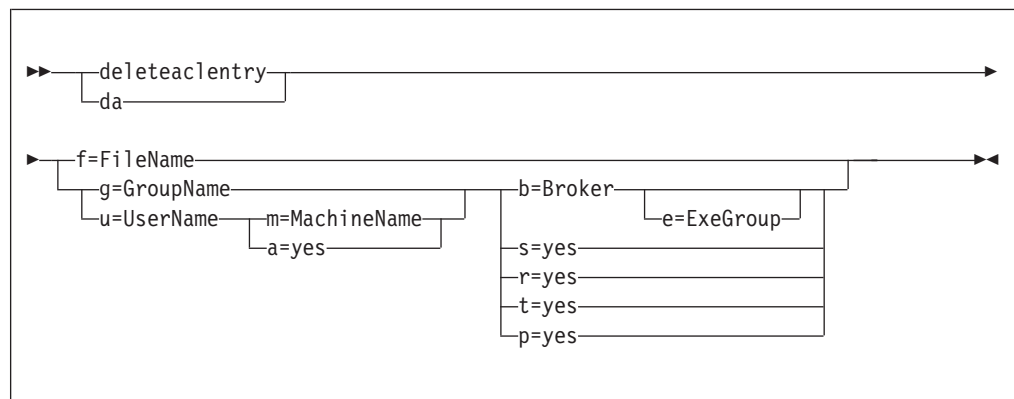 deleteaclentry
da
f=FileName
g=GroupName b=Broker
u=UserName m=MachineName e=ExeGroup
a=yes s=yes
r=yes
t=yes
p=yes